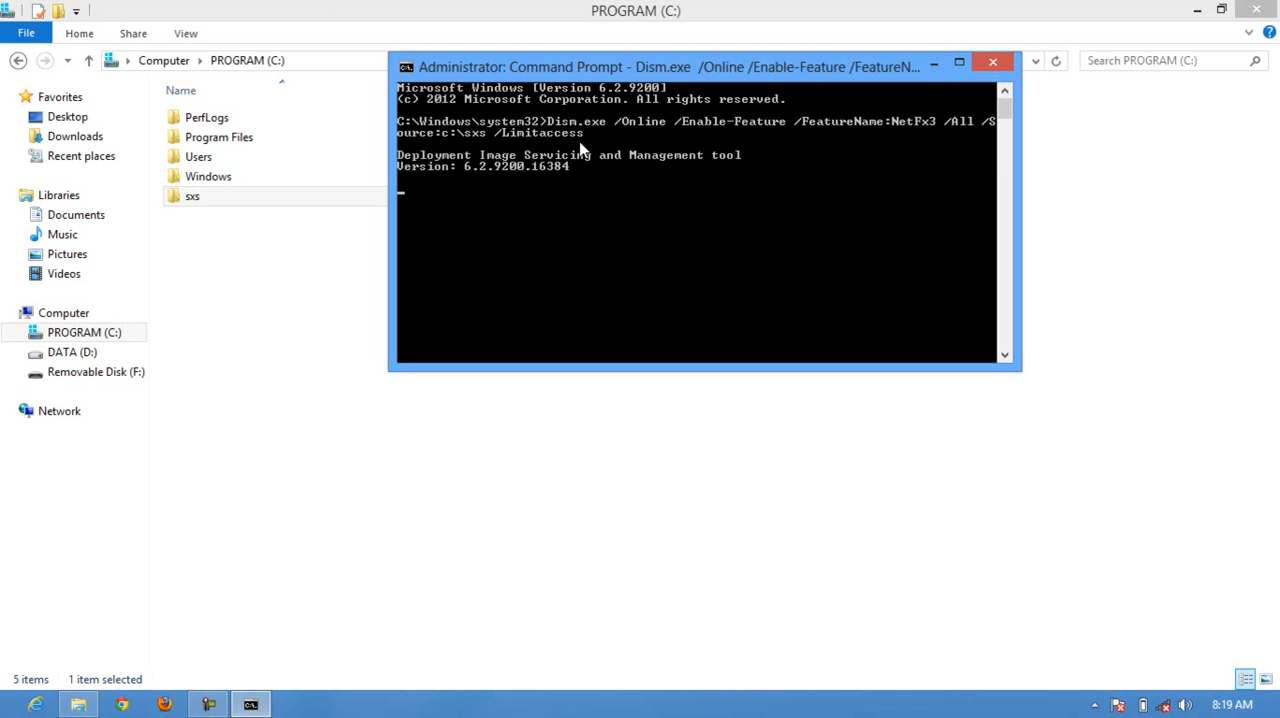 PROGRAM (C:)
File Home Share View
Computer PROGRAM (C:)
Search PROGRAM (C:)
Favorites
Desktop
Downloads
Recent places
Libraries
Documents
Music
Pictures
Videos
Computer
PROGRAM (C:)
DATA (D:)
Removable Disk (F:)
Network
Name
PerfLogs
Program Files
Users
Windows
sxs
Administrator: Command Prompt - Dism.exe /Online /Enable-Feature /FeatureN...
Microsoft Windows [Version 6.2.9200]
(c) 2012 Microsoft Corporation. All rights reserved.
C:\Windows\system32>Dism.exe /Online /Enable-Feature /FeatureName:NetFx3 /All /S
ource:c:\sxs /Limitaccess
Deployment Image Servicing and Management tool
Version: 6.2.9200.16384
5 items 1 item selected
8:19 AM